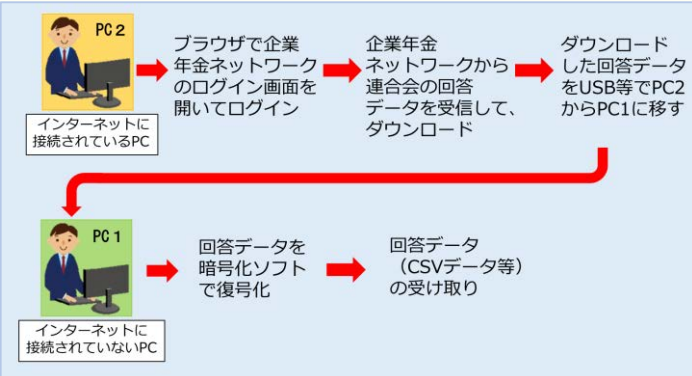 PC2
インターネットに
接続されているPC
ブラウザで企業
年金ネットワーク
のログイン画面を
開いてログイン
企業年金
ネットワークから
連合会の回答
データを受信して、
ダウンロード
ダウンロード
した回答データ
をUSB等でPC2
からPC1に移す
PC1
インターネットに
接続されていないPC
回答データを
暗号化ソフト
で復号化
回答データ
（CSVデータ等）
の受け取り